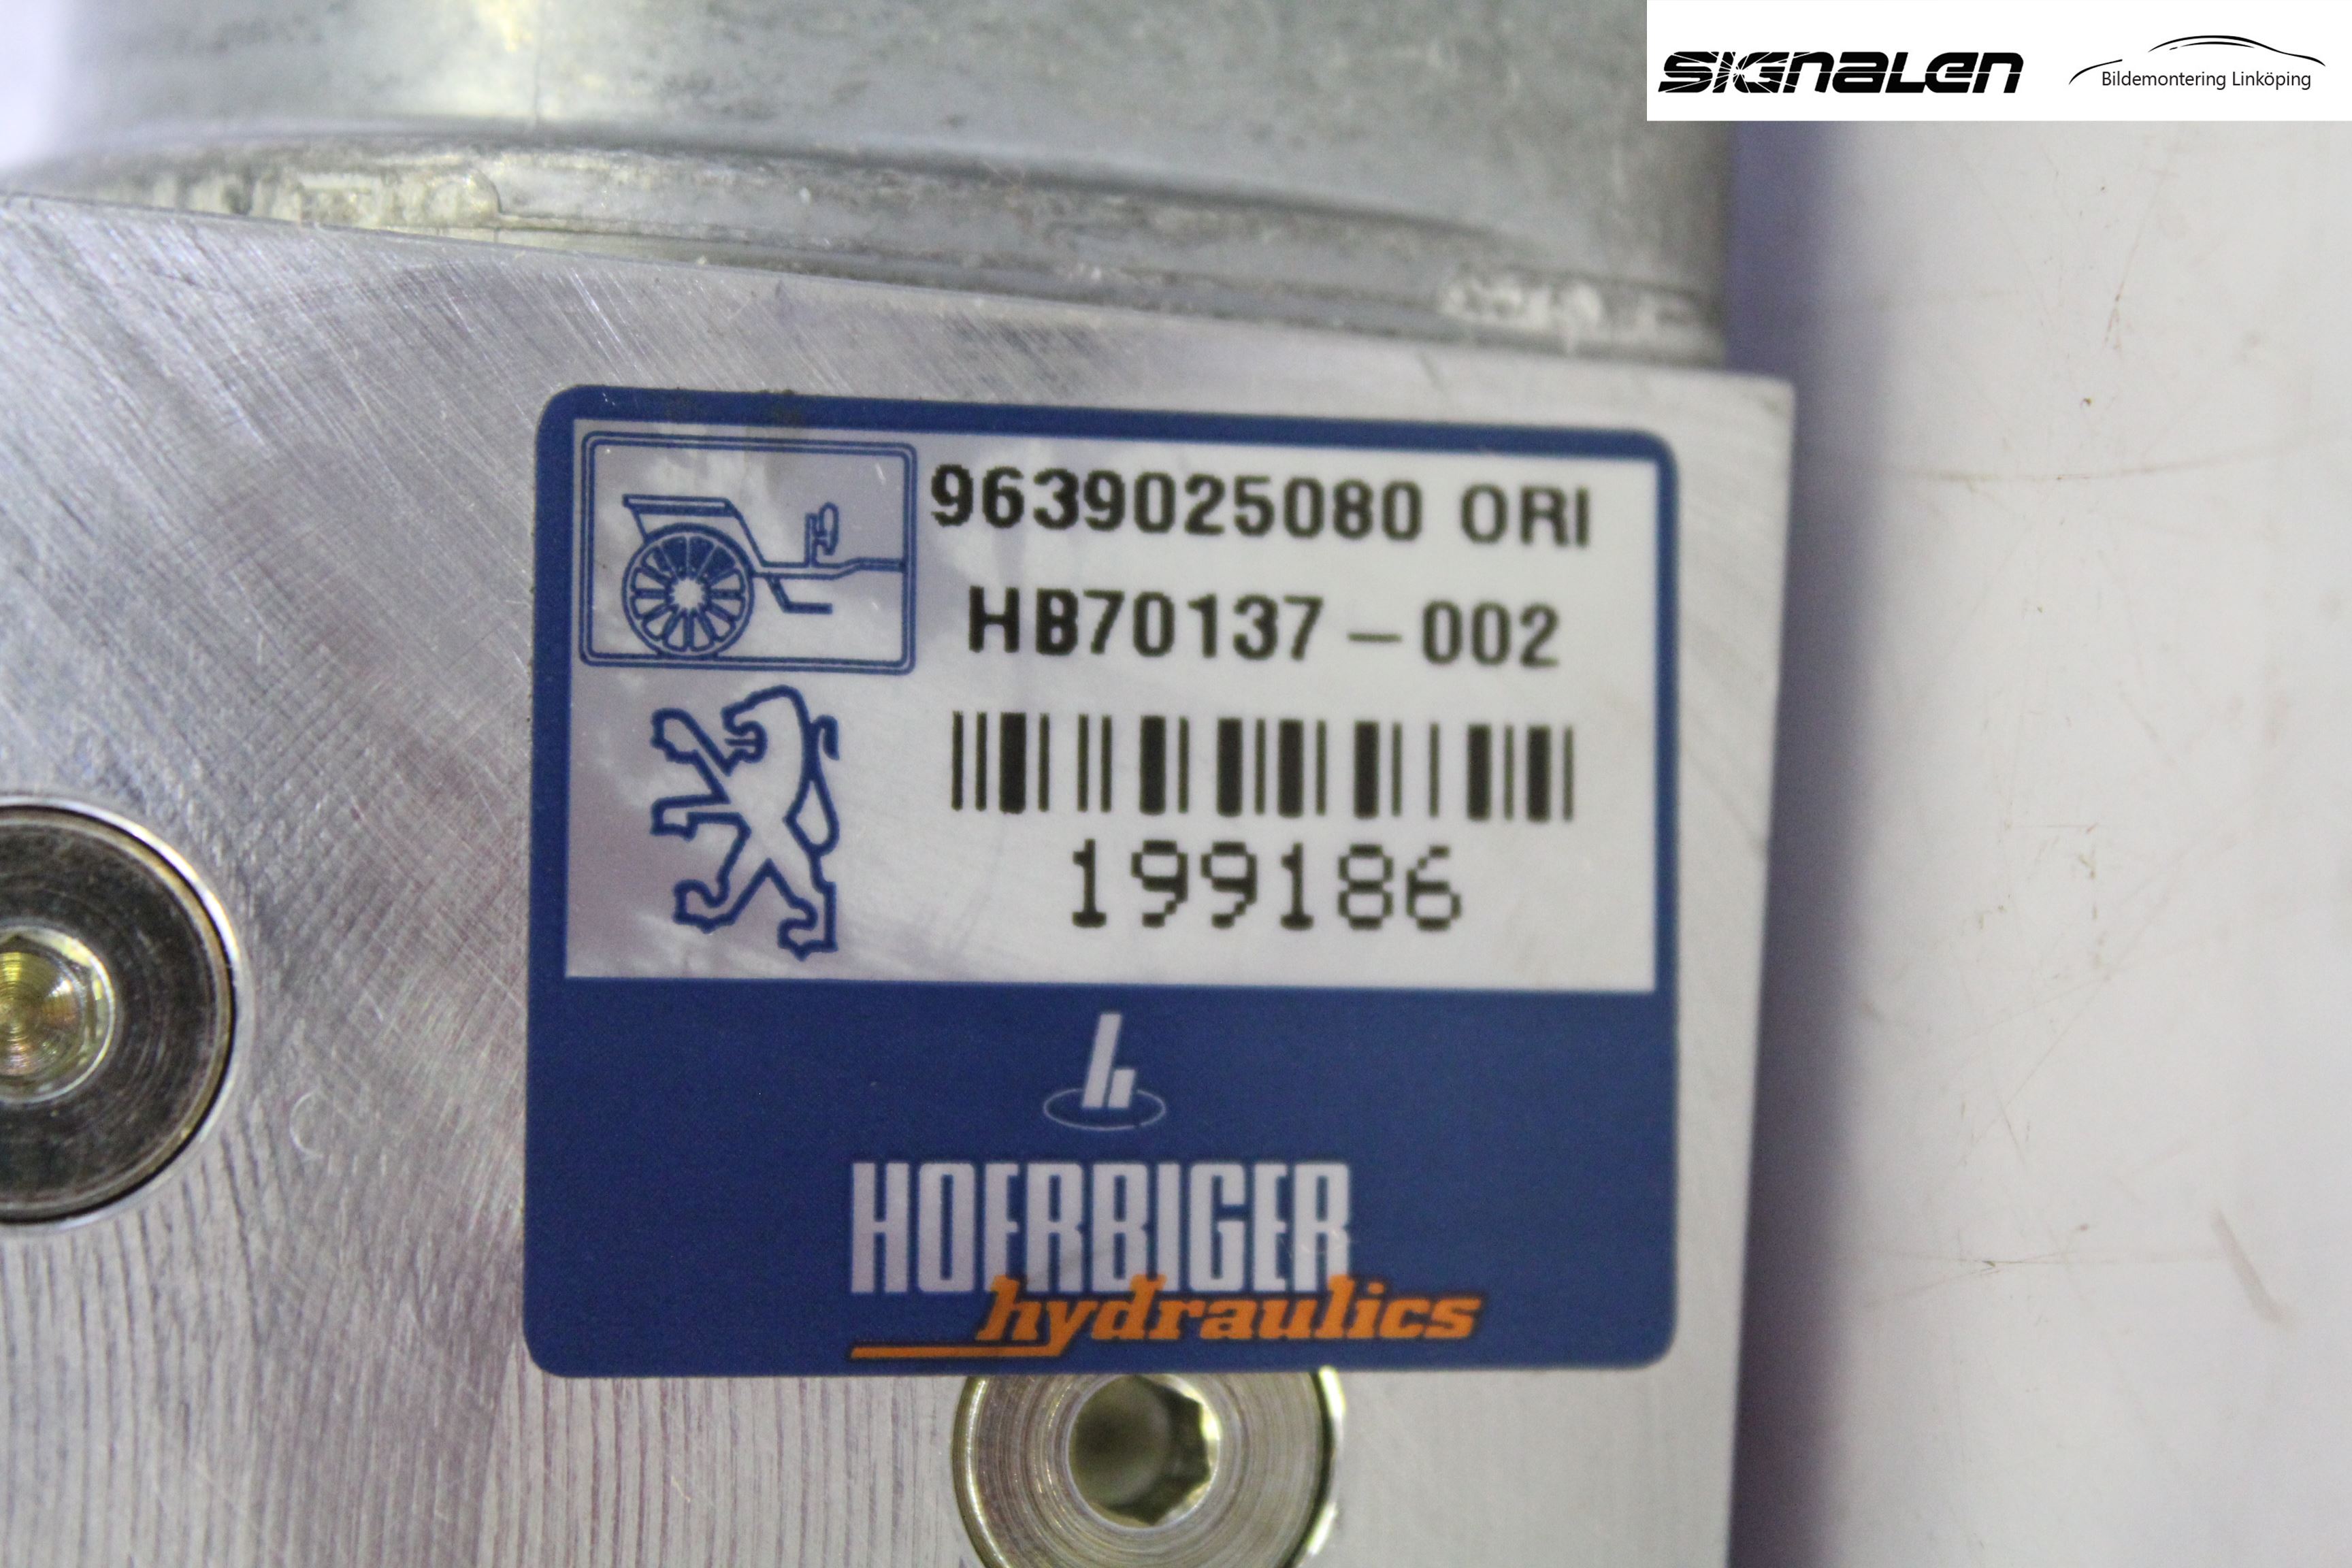 SIGNALEN
Bildemontering Linköping
9639025080 ORI
HB70137-002
199186
HOERBIGER
hydraulics